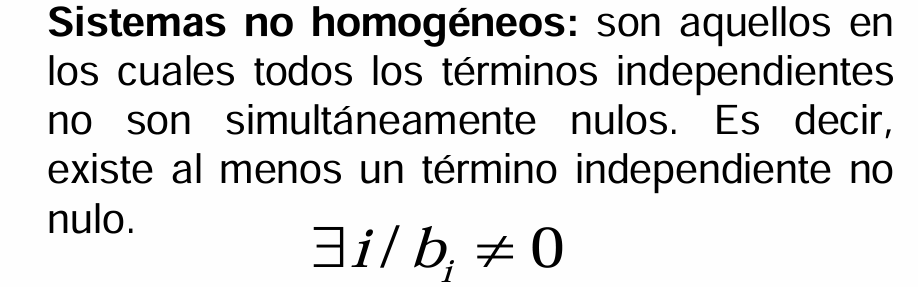 Sistemas no homogéneos: son aquellos en
los cuales todos los términos independientes
no son simultáneamente nulos. Es decir,
existe al menos un término independiente no
nulo.
∃i / bᵢ ≠ 0